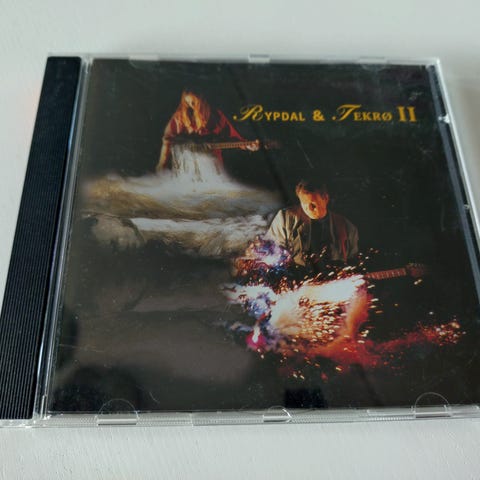 RYPDAL & TEKRØ II